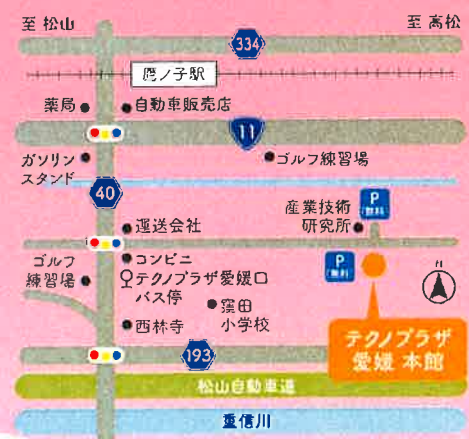 至 松山
至 高松
334
鷹ノ子駅
薬局
自動車販売店
11
ガソリン
スタンド
ゴルフ練習場
40
産業技術
研究所
P
無料
運送会社
コンビニ
テクノプラザ愛媛口
バス停
P
無料
N
ゴルフ
練習場
窪田
小学校
西林寺
テクノプラザ
愛媛 本館
193
松山自動車道
重信川